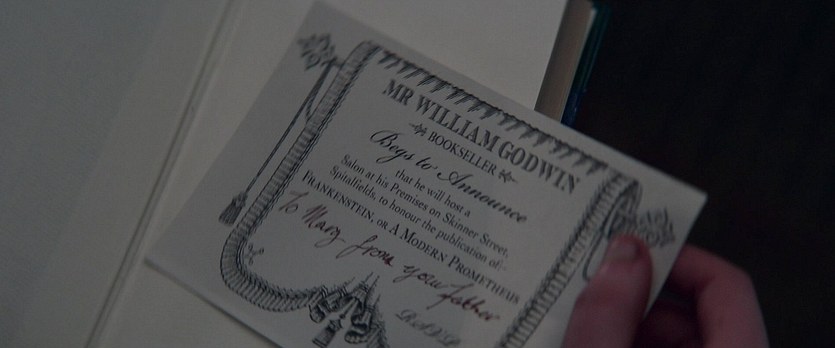 MR WILLIAM GODWIN
BOOKSELLER
Begs to Announce
that he will host a
Salon at his Premises on Skinner Street,
Spitalfields, to honour the publication of:-
FRANKENSTEIN, OR A MODERN PROMETHEUS
To Mary from your father
R.S.V.P.